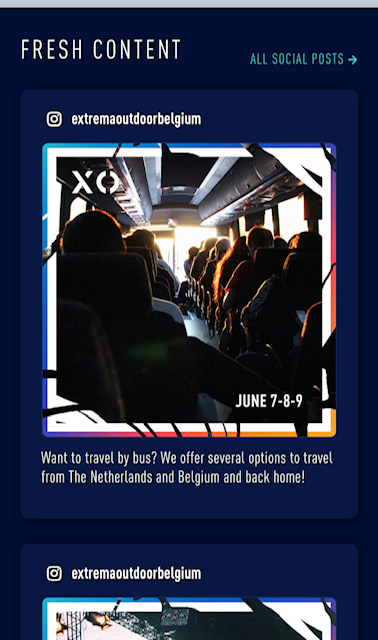 FRESH CONTENT
ALL SOCIAL POSTS →
extremaoutdoorbelgium
XO
JUNE 7-8-9
Want to travel by bus? We offer several options to travel
from The Netherlands and Belgium and back home!
extremaoutdoorbelgium